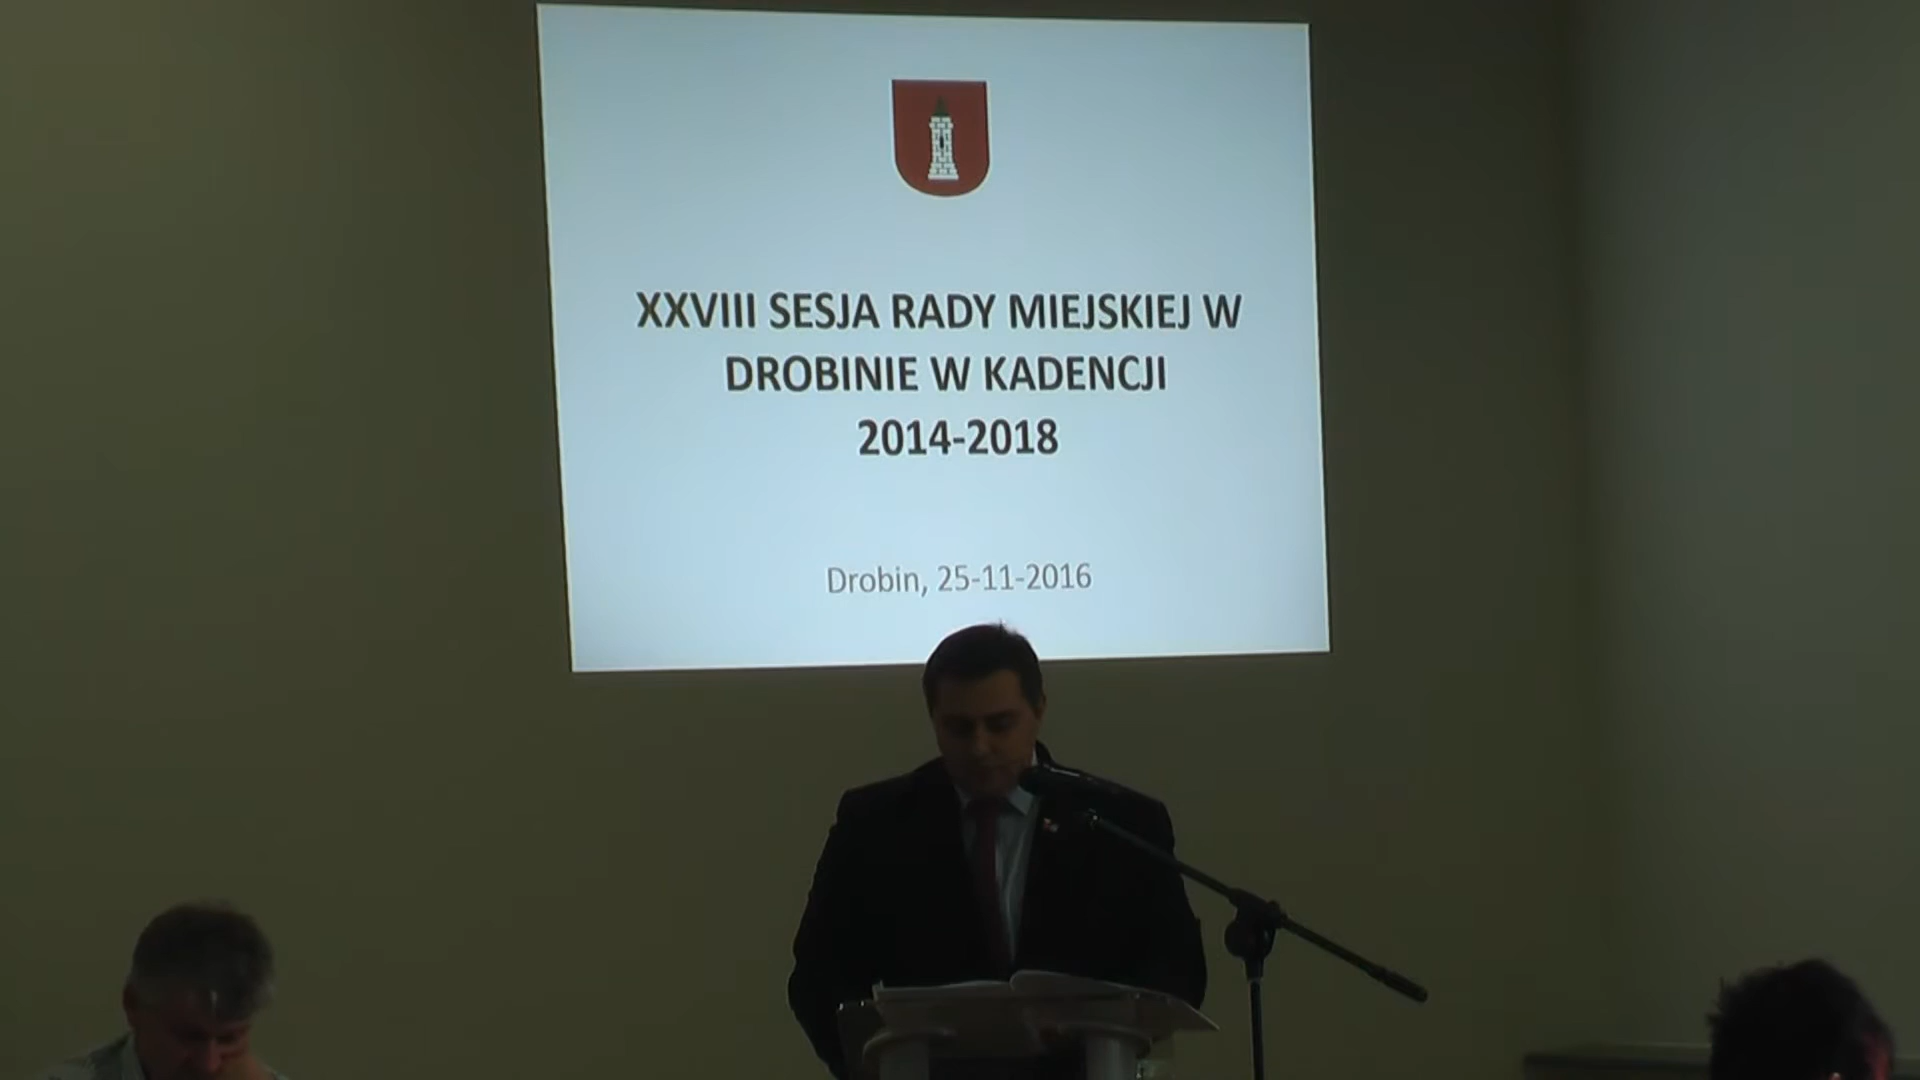 XXVIII SESJA RADY MIEJSKIEJ W
DROBINIE W KADENCJI
2014-2018
Drobin, 25-11-2016